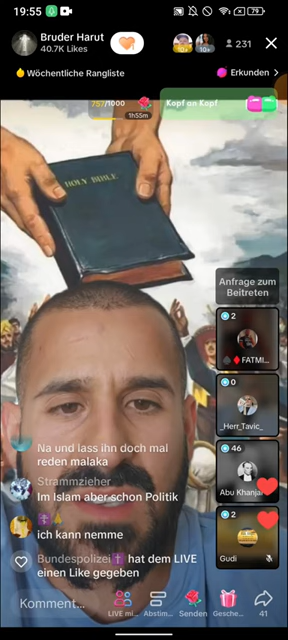 19:55
79
Bruder Harut
40.7K Likes
10+
10+
231
Wöchentliche Rangliste
Erkunden >
757/1000
1h55m
Kopf an Kopf
HOLY BIBLE
Anfrage zum
Beitreten
2
FATMI...
0
_Herr_Tavic_
46
Abu Khanja
2
Gudi
Na und lass ihn doch mal
reden malaka
Strammzieher
Im Islam aber schon Politik
ich kann nemme
Bundespolizei✝️ hat dem LIVE
einen Like gegeben
Komment...
LIVE mi...
Abstim...
Senden
Gesche...
41